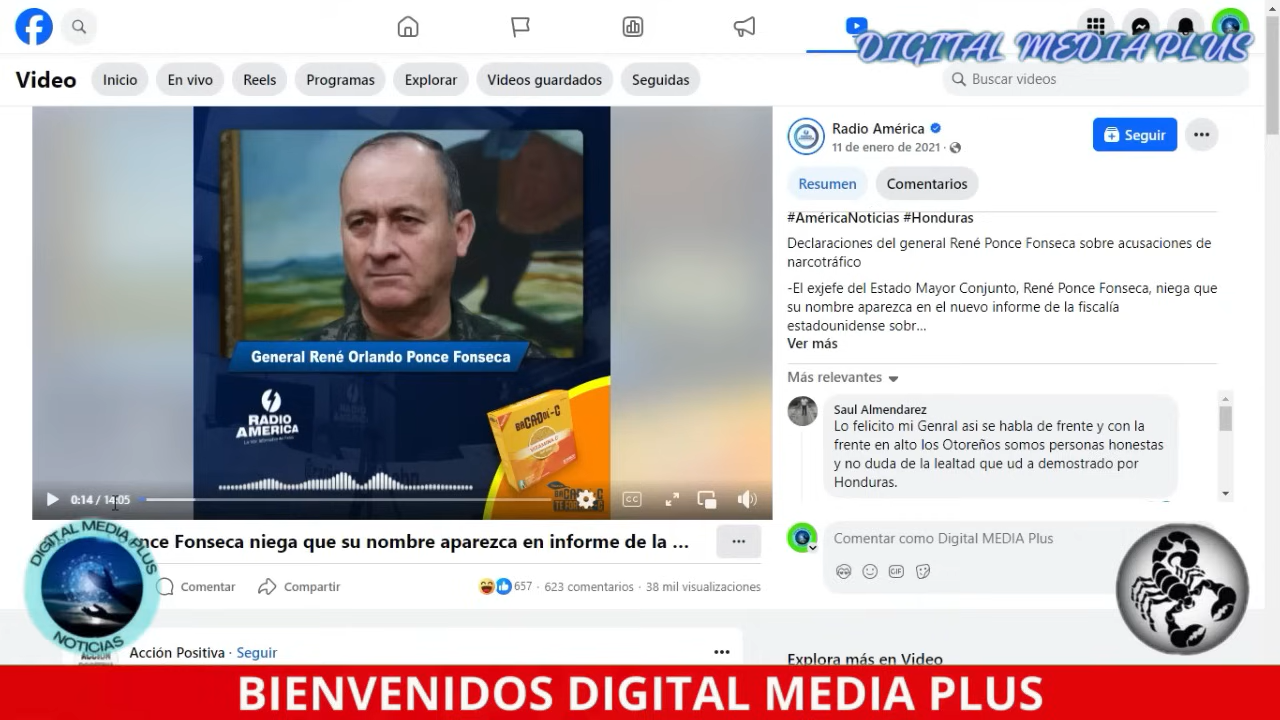 DIGITAL MEDIA PLUS
Video
Inicio
En vivo
Reels
Programas
Explorar
Videos guardados
Seguidas
Buscar videos
General René Orlando Ponce Fonseca
RADIO
AMÉRICA
BACADÍ-C
VITAMINA C
0:14 / 14:05
CC
nce Fonseca niega que su nombre aparezca en informe de la ...
Comentar
Compartir
657 · 623 comentarios · 38 mil visualizaciones
Radio América
11 de enero de 2021 ·
Seguir
Resumen
Comentarios
#AméricaNoticias #Honduras
Declaraciones del general René Ponce Fonseca sobre acusaciones de
narcotráfico
-El exjefe del Estado Mayor Conjunto, René Ponce Fonseca, niega que
su nombre aparezca en el nuevo informe de la fiscalía
estadounidense sobr...
Ver más
Más relevantes
Saul Almendarez
Lo felicito mi Genral asi se habla de frente y con la
frente en alto los Otoreños somos personas honestas
y no duda de la lealtad que ud a demostrado por
Honduras.
Comentar como Digital MEDIA Plus
GIF
DIGITAL MEDIA PLUS
NOTICIAS
Acción Positiva · Seguir
Explora más en Video
BIENVENIDOS DIGITAL MEDIA PLUS